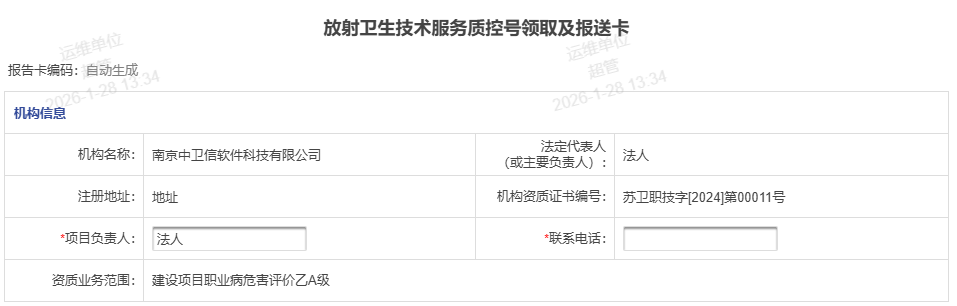 放射卫生技术服务质控号领取及报送卡
运维单位
超管
2026-1-28 13:34
运维单位
超管
2026-1-28 13:34
报告卡编码：自动生成
机构信息
机构名称： 南京中卫信软件科技有限公司
法定代表人
（或主要负责人）： 法人
注册地址： 地址
机构资质证书编号： 苏卫职技字[2024]第00011号
*项目负责人： 法人
*联系电话：
资质业务范围： 建设项目职业病危害评价乙A级